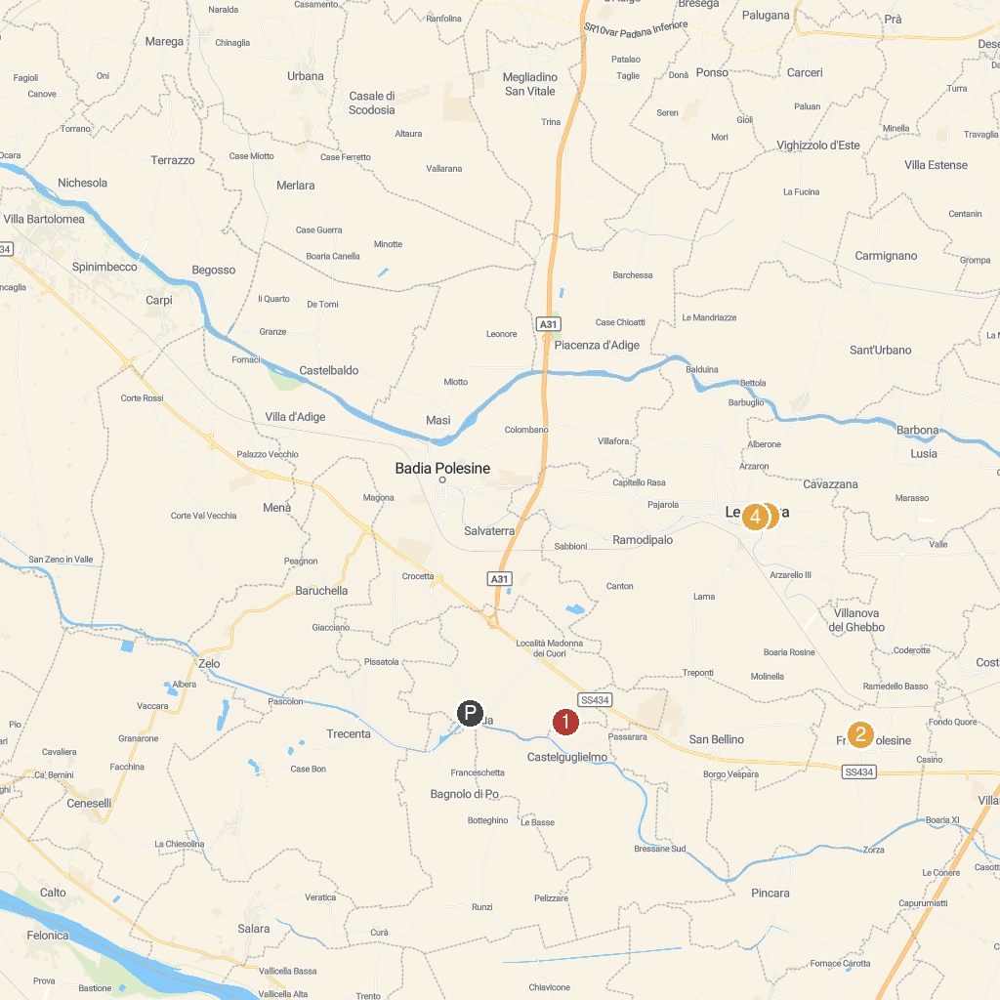 d'Adige
Bresega
Naralda
Casamento
Ranfolina
Palugana
Prà
SR10var Padana Inferiore
Marega
Chinaglia
Patalao
Taglie
Donà
Ponso
Carceri
Fagioli
Oni
Urbana
Megliadino
San Vitale
Turra
Canove
Casale di
Scodosia
Seren
Gioli
Paluan
Torrano
Altaura
Trina
Mori
Minella
Travaglia
Case Miotto
Case Ferretto
Vighizzolo d'Este
Terrazzo
Vallarana
Villa Estense
Nichesola
Merlara
La Fucina
Villa Bartolomea
Case Guerra
Minotte
Centanin
34
Boaria Canella
Carmignano
Grompa
Spinimbecco
Begosso
Barchessa
Carpi
Ii Quarto
De Tomi
Granze
Leonore
A31
Case Chioatti
Le Mandriazze
Piacenza d'Adige
Sant'Urbano
Fornaci
Castelbaldo
Miotto
Balduina
Bettola
Corte Rossi
Barbuglio
Villa d'Adige
Masi
Colombano
Barbona
Villafora
Alberone
Lusia
Palazzo Vecchio
Badia Polesine
Arzaron
Capitello Rasa
Cavazzana
Magona
Marasso
Menà
Pajarola
4
Corte Val Vecchia
Salvaterra
Sabbioni
Ramodipalo
Valle
San Zeno in Valle
Peagnon
Crocetta
A31
Arzarello III
Baruchella
Canton
Lama
Giacciano
Villanova
del Ghebbo
Località Madonna
dei Cuori
Boaria Rosine
Coderotte
Zelo
Pissatola
Treponti
Molinella
Albera
Ramedello Basso
Vaccara
Pascolon
SS434
Pio
P
1
Fondo Quore
Granarone
Trecenta
Passarara
San Bellino
2
Cavaliera
Castelguglielmo
Casino
Facchina
Case Bon
Franceschetta
Borgo Vespara
SS434
Ca' Bernini
Ceneselli
Bagnolo di Po
Botteghino
Le Basse
Boaria XI
La Chiesolina
Bressane Sud
Zorza
Le Conere
Calto
Veratica
Pelizzare
Pincara
Capurumiatti
Runzi
Salara
Curà
Felonica
Vallicella Bassa
Fornace Carotta
Prova
Bastione
Vallicella Alta
Trento
Chiavicone